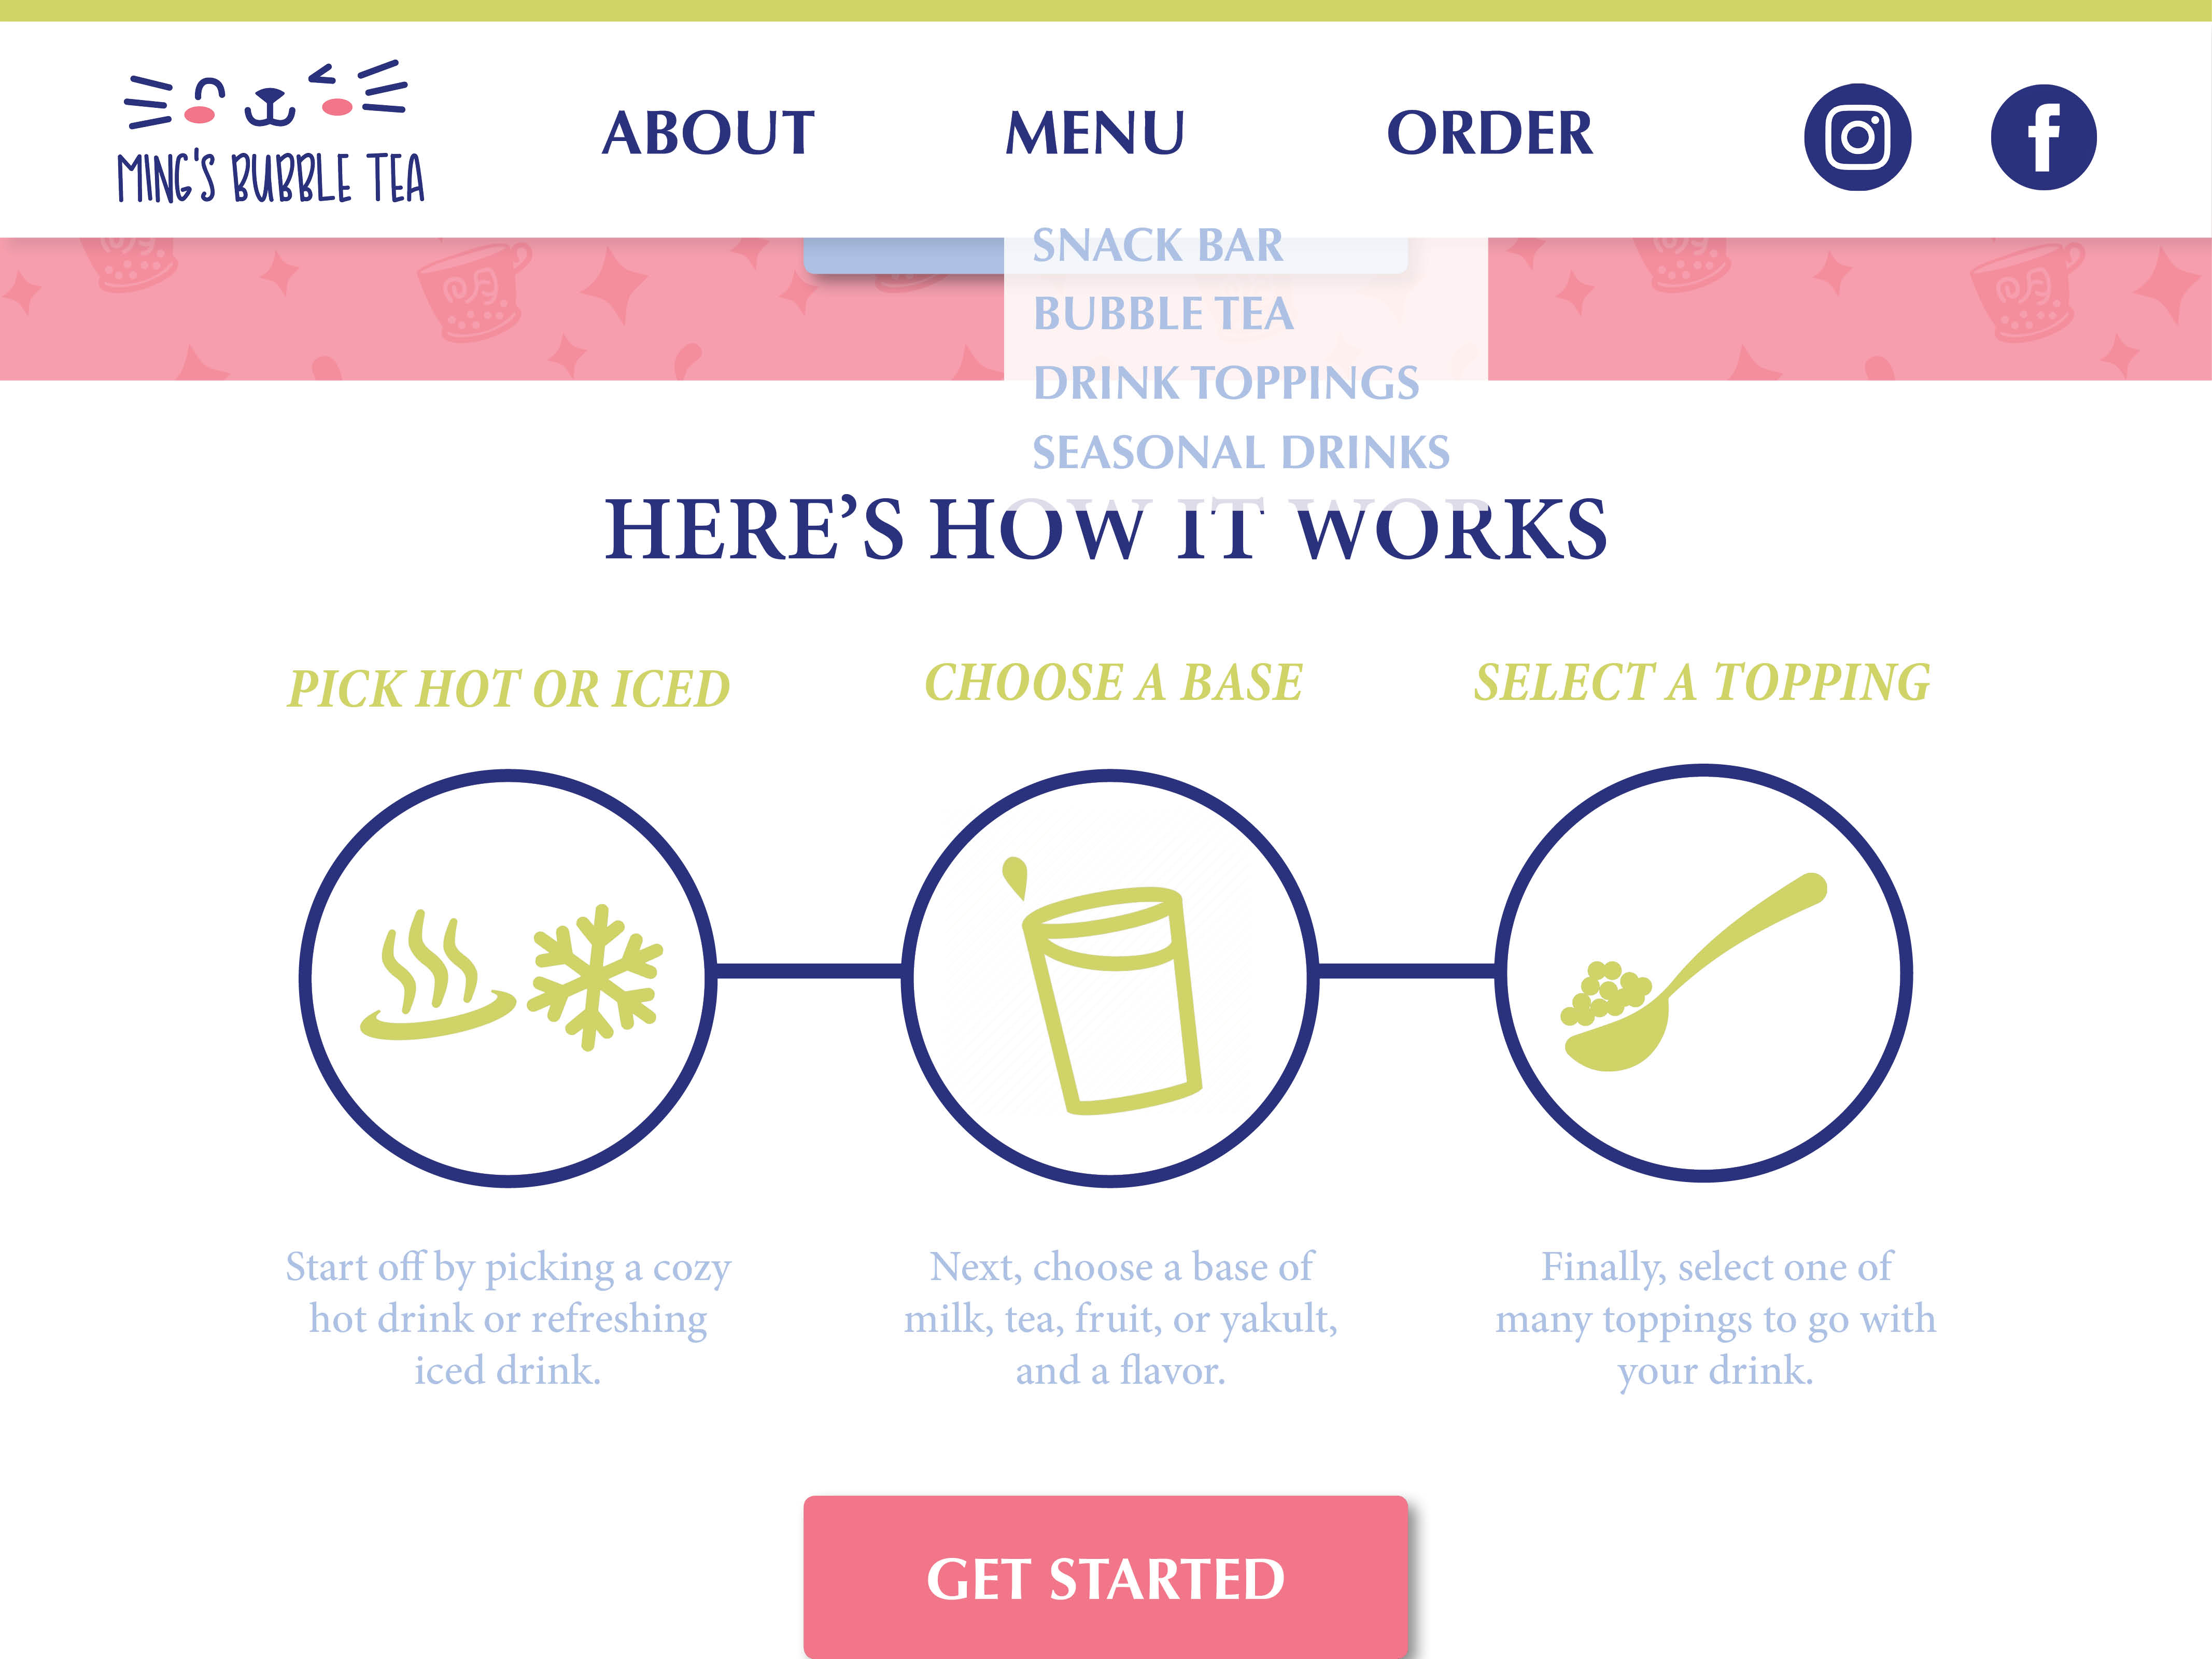 MING'S BUBBLE TEA
ABOUT
MENU
ORDER
SNACK BAR
BUBBLE TEA
DRINK TOPPINGS
SEASONAL DRINKS
HERE’S HOW IT WORKS
PICK HOT OR ICED
CHOOSE A BASE
SELECT A TOPPING
Start off by picking a cozy
hot drink or refreshing
iced drink.
Next, choose a base of
milk, tea, fruit, or yakult,
and a flavor.
Finally, select one of
many toppings to go with
your drink.
GET STARTED